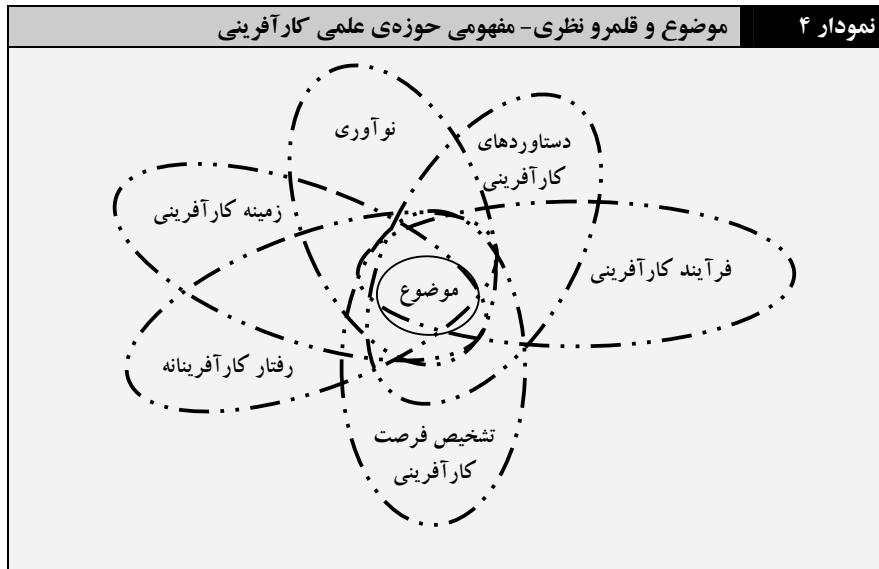 نمودار ۴ موضوع و قلمرو نظری- مفهومی حوزه‌ی علمی کارآفرینی
نوآوری
دستاوردهای
کارآفرینی
زمینه کارآفرینی
فرآیند کارآفرینی
موضوع
رفتار کارآفرینانه
تشخیص فرصت
کارآفرینی